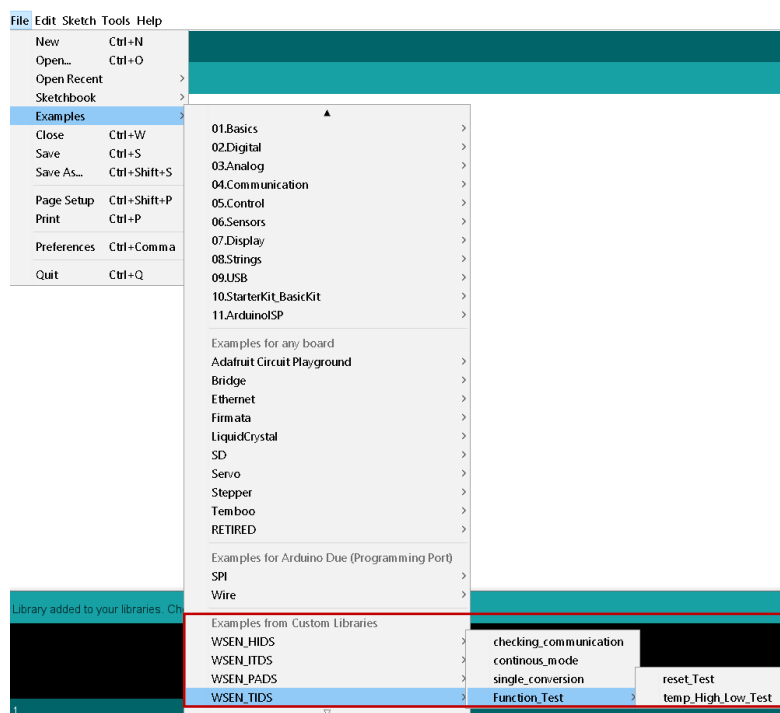 File Edit Sketch Tools Help
New Ctrl+N
Open... Ctrl+O
Open Recent
Sketchbook
Examples
Close Ctrl+W
Save Ctrl+S
Save As... Ctrl+Shift+S
Page Setup Ctrl+Shift+P
Print Ctrl+P
Preferences Ctrl+Comma
Quit Ctrl+Q
01.Basics
02.Digital
03.Analog
04.Communication
05.Control
06.Sensors
07.Display
08.Strings
09.USB
10.StarterKit_BasicKit
11.ArduinoISP
Examples for any board
Adafruit Circuit Playground
Bridge
Ethernet
Firmata
LiquidCrystal
SD
Servo
Stepper
Temboo
RETIRED
Examples for Arduino Due (Programming Port)
SPI
Wire
Library added to your libraries. Ch
Examples from Custom Libraries
WSEN_HIDS
WSEN_ITDS
WSEN_PADS
WSEN_TIDS
checking_communication
continous_mode
single_conversion
Function_Test
reset_Test
temp_High_Low_Test
1